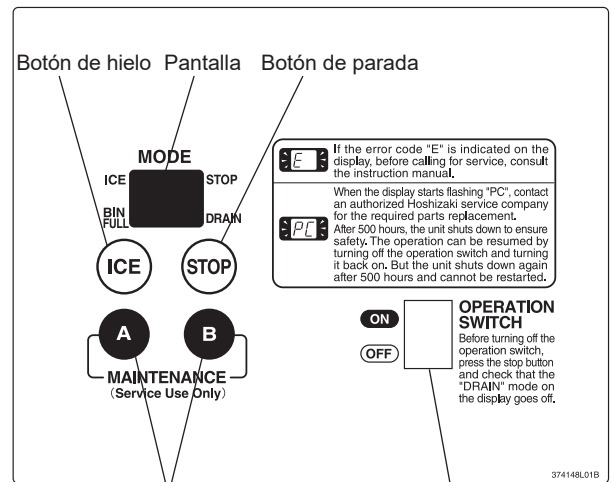 Botón de hielo Pantalla Botón de parada
MODE
ICE STOP
BIN
FULL DRAIN
ICE STOP
A B
MAINTENANCE
(Service Use Only)
E
If the error code "E" is indicated on the
display, before calling for service, consult
the instruction manual.
PC
When the display starts flashing "PC", contact
an authorized Hoshizaki service company
for the required parts replacement.
After 500 hours, the unit shuts down to ensure
safety. The operation can be resumed by
turning off the operation switch and turning
it back on. But the unit shuts down again
after 500 hours and cannot be restarted.
ON
OFF
OPERATION
SWITCH
Before turning off the
operation switch,
press the stop button
and check that the
"DRAIN" mode on
the display goes off.
374148L01B